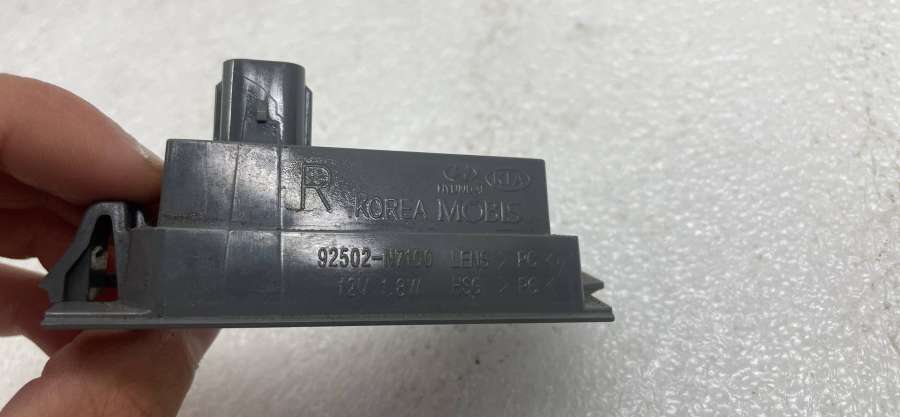 HYUNDAI KIA
R KOREA MOBIS
92502-N7100 LENS > PC <
12V 1.8W HSG > PC <